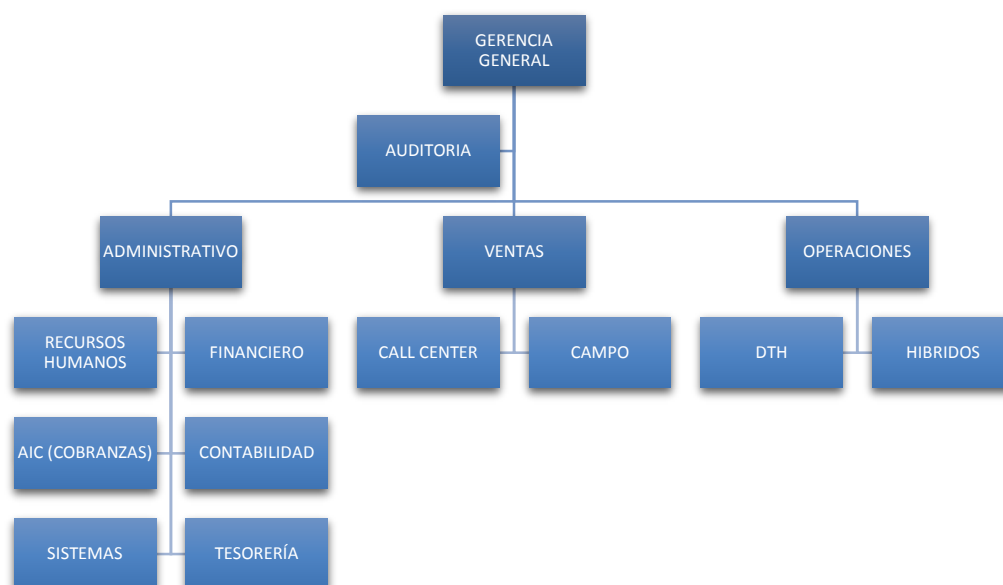 GERENCIA
GENERAL
AUDITORIA
ADMINISTRATIVO
VENTAS
OPERACIONES
RECURSOS
HUMANOS
FINANCIERO
CALL CENTER
CAMPO
DTH
HIBRIDOS
AIC (COBRANZAS)
CONTABILIDAD
SISTEMAS
TESORERÍA